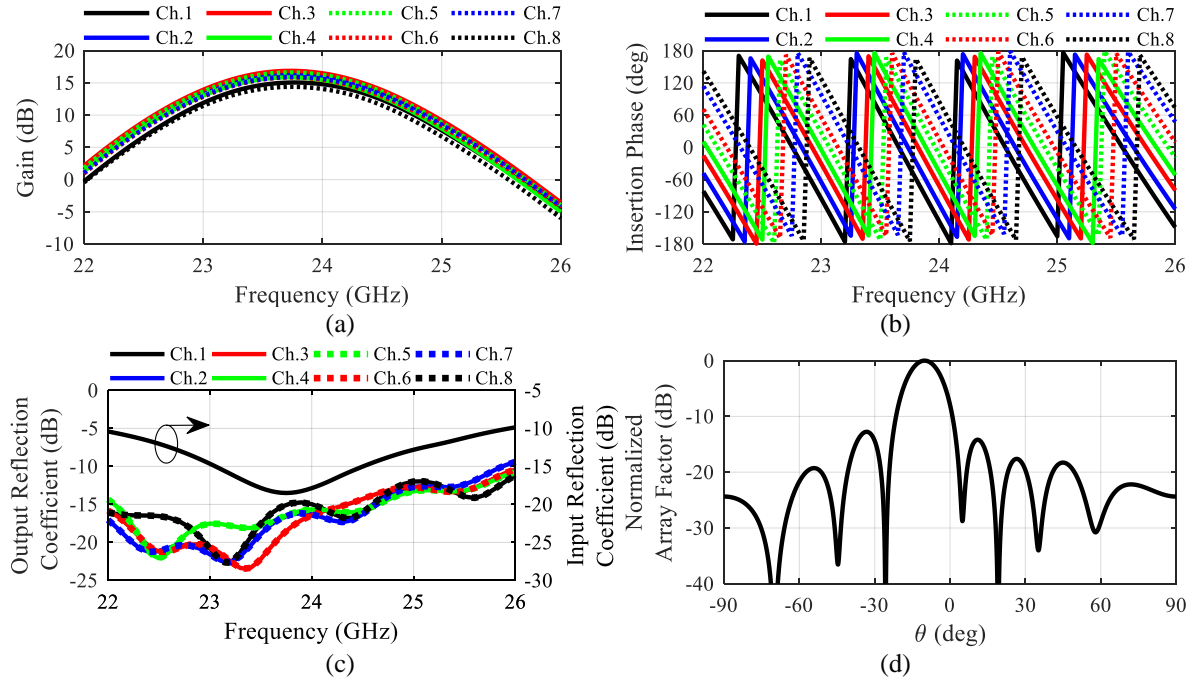 Ch.1 Ch.3 Ch.5 Ch.7
Ch.2 Ch.4 Ch.6 Ch.8
20
15
10
5
0
-5
-10
Gain (dB)
22 23 24 25 26
Frequency (GHz)
(a)
Ch.1 Ch.3 Ch.5 Ch.7
Ch.2 Ch.4 Ch.6 Ch.8
180
120
60
0
-60
-120
-180
Insertion Phase (deg)
22 23 24 25 26
Frequency (GHz)
(b)
Ch.1 Ch.3 Ch.5 Ch.7
Ch.2 Ch.4 Ch.6 Ch.8
0
-5
-10
-15
-20
-25
Output Reflection
Coefficient (dB)
-5
-10
-15
-20
-25
-30
Input Reflection
Coefficient (dB)
22 23 24 25 26
Frequency (GHz)
(c)
0
-10
-20
-30
-40
Normalized
Array Factor (dB)
-90 -60 -30 0 30 60 90
θ (deg)
(d)